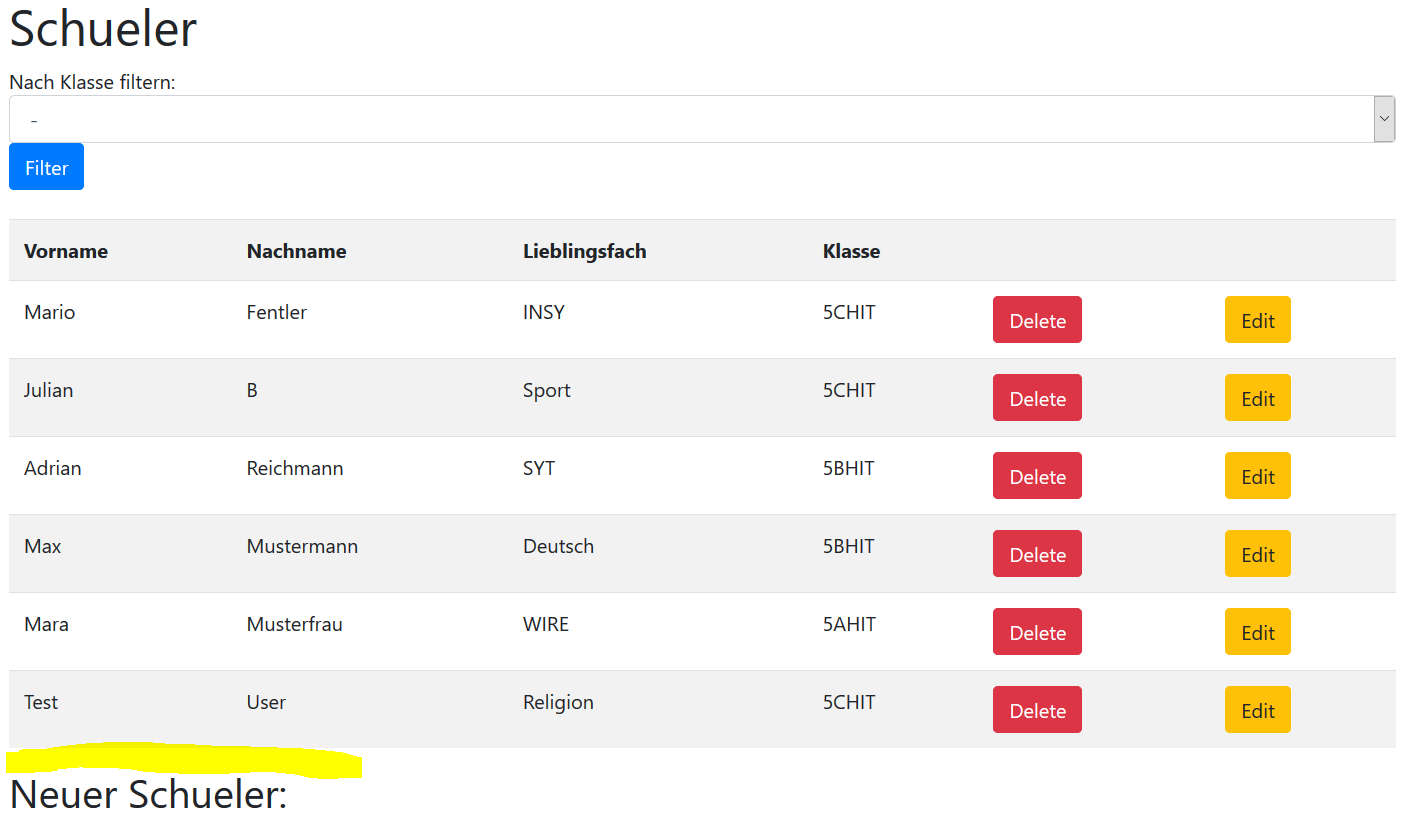 Schueler
Nach Klasse filtern:
-
Filter
Vorname Nachname Lieblingsfach Klasse
Mario Fentler INSY 5CHIT Delete Edit
Julian B Sport 5CHIT Delete Edit
Adrian Reichmann SYT 5BHIT Delete Edit
Max Mustermann Deutsch 5BHIT Delete Edit
Mara Musterfrau WIRE 5AHIT Delete Edit
Test User Religion 5CHIT Delete Edit
Neuer Schueler: